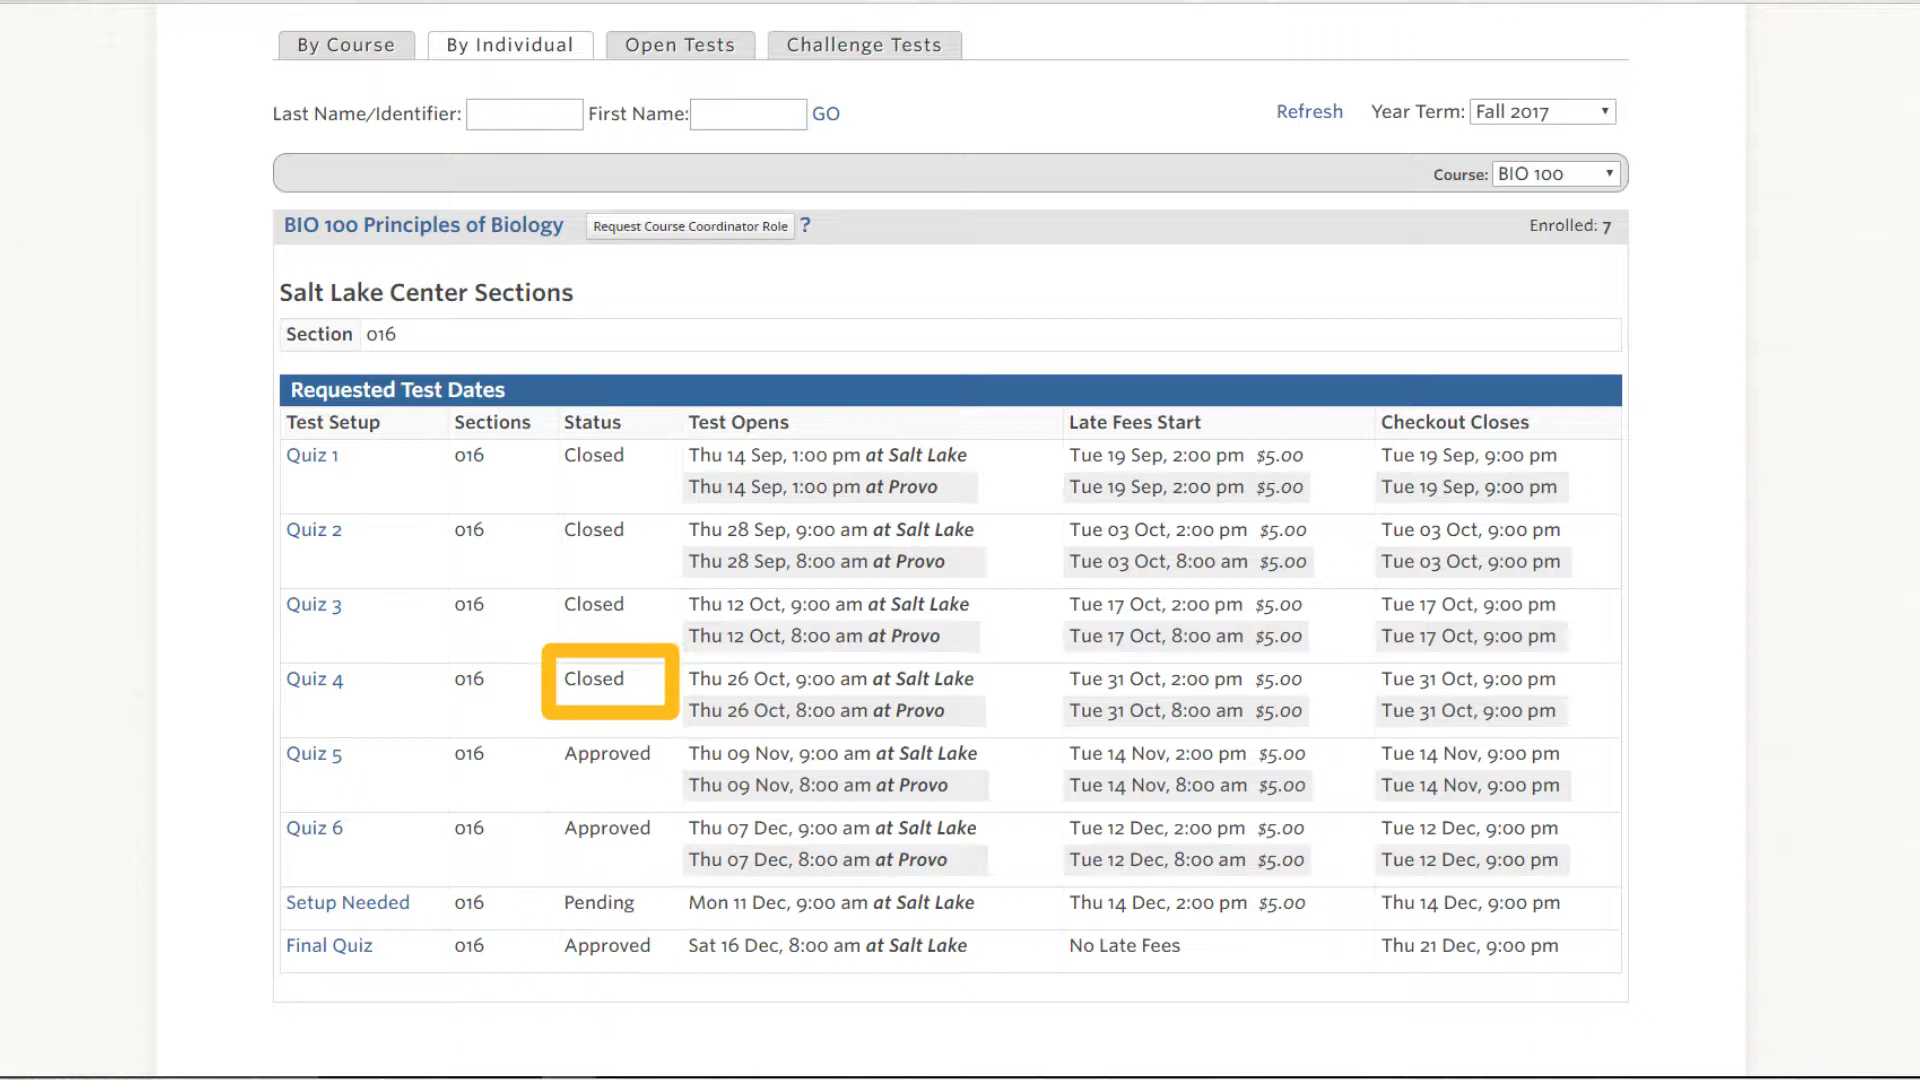 By Course By Individual Open Tests Challenge Tests
Last Name/Identifier: First Name: GO Refresh Year Term: Fall 2017
Course: BIO 100
BIO 100 Principles of Biology Request Course Coordinator Role ? Enrolled: 7
Salt Lake Center Sections
Section 016
Requested Test Dates
Test Setup Sections Status Test Opens Late Fees Start Checkout Closes
Quiz 1 016 Closed Thu 14 Sep, 1:00 pm at Salt Lake Tue 19 Sep, 2:00 pm $5.00 Tue 19 Sep, 9:00 pm
Thu 14 Sep, 1:00 pm at Provo Tue 19 Sep, 2:00 pm $5.00 Tue 19 Sep, 9:00 pm
Quiz 2 016 Closed Thu 28 Sep, 9:00 am at Salt Lake Tue 03 Oct, 2:00 pm $5.00 Tue 03 Oct, 9:00 pm
Thu 28 Sep, 8:00 am at Provo Tue 03 Oct, 8:00 am $5.00 Tue 03 Oct, 9:00 pm
Quiz 3 016 Closed Thu 12 Oct, 9:00 am at Salt Lake Tue 17 Oct, 2:00 pm $5.00 Tue 17 Oct, 9:00 pm
Thu 12 Oct, 8:00 am at Provo Tue 17 Oct, 8:00 am $5.00 Tue 17 Oct, 9:00 pm
Quiz 4 016 Closed Thu 26 Oct, 9:00 am at Salt Lake Tue 31 Oct, 2:00 pm $5.00 Tue 31 Oct, 9:00 pm
Thu 26 Oct, 8:00 am at Provo Tue 31 Oct, 8:00 am $5.00 Tue 31 Oct, 9:00 pm
Quiz 5 016 Approved Thu 09 Nov, 9:00 am at Salt Lake Tue 14 Nov, 2:00 pm $5.00 Tue 14 Nov, 9:00 pm
Thu 09 Nov, 8:00 am at Provo Tue 14 Nov, 8:00 am $5.00 Tue 14 Nov, 9:00 pm
Quiz 6 016 Approved Thu 07 Dec, 9:00 am at Salt Lake Tue 12 Dec, 2:00 pm $5.00 Tue 12 Dec, 9:00 pm
Thu 07 Dec, 8:00 am at Provo Tue 12 Dec, 8:00 am $5.00 Tue 12 Dec, 9:00 pm
Setup Needed 016 Pending Mon 11 Dec, 9:00 am at Salt Lake Thu 14 Dec, 2:00 pm $5.00 Thu 14 Dec, 9:00 pm
Final Quiz 016 Approved Sat 16 Dec, 8:00 am at Salt Lake No Late Fees Thu 21 Dec, 9:00 pm